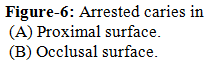 Figure-6: Arrested caries in
(A) Proximal surface.
(B) Occlusal surface.